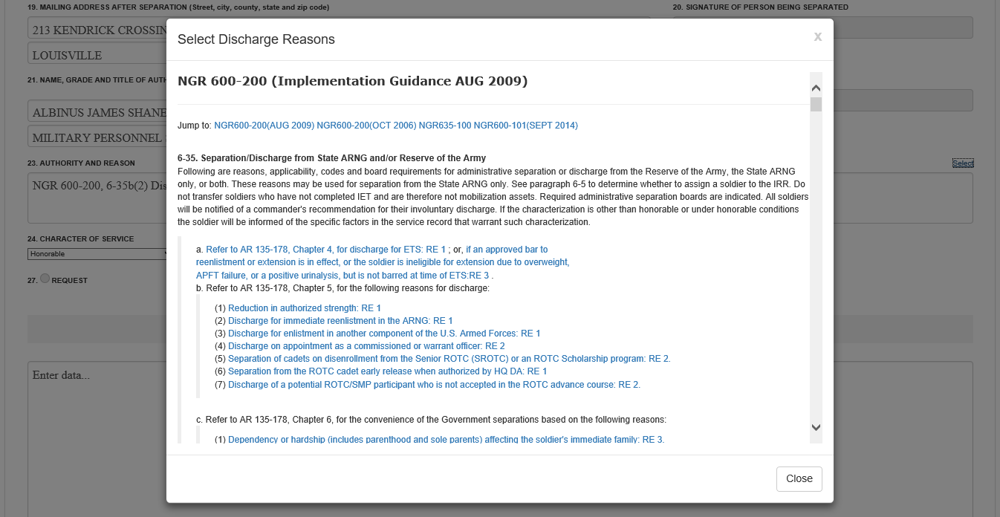 19. MAILING ADDRESS AFTER SEPARATION (Street, city, county, state and zip code)
20. SIGNATURE OF PERSON BEING SEPARATED
213 KENDRICK CROSSIN
LOUISVILLE
21. NAME, GRADE AND TITLE OF AUTH
ALBINUS JAMES SHANE
MILITARY PERSONNEL
23. AUTHORITY AND REASON
Select
NGR 600-200, 6-35b(2) Dis
24. CHARACTER OF SERVICE
Honorable
27. REQUEST
Enter data...
Select Discharge Reasons
x
NGR 600-200 (Implementation Guidance AUG 2009)
Jump to: NGR600-200(AUG 2009) NGR600-200(OCT 2006) NGR635-100 NGR600-101(SEPT 2014)
6-35. Separation/Discharge from State ARNG and/or Reserve of the Army
Following are reasons, applicability, codes and board requirements for administrative separation or discharge from the Reserve of the Army, the State ARNG
only, or both. These reasons may be used for separation from the State ARNG only. See paragraph 6-5 to determine whether to assign a soldier to the IRR. Do
not transfer soldiers who have not completed IET and are therefore not mobilization assets. Required administrative separation boards are indicated. All soldiers
will be notified of a commander's recommendation for their involuntary discharge. If the characterization is other than honorable or under honorable conditions
the soldier will be informed of the specific factors in the service record that warrant such characterization.
a. Refer to AR 135-178, Chapter 4, for discharge for ETS: RE 1 ; or, if an approved bar to
reenlistment or extension is in effect, or the soldier is ineligible for extension due to overweight,
APFT failure, or a positive urinalysis, but is not barred at time of ETS:RE 3 .
b. Refer to AR 135-178, Chapter 5, for the following reasons for discharge:
(1) Reduction in authorized strength: RE 1
(2) Discharge for immediate reenlistment in the ARNG: RE 1
(3) Discharge for enlistment in another component of the U.S. Armed Forces: RE 1
(4) Discharge on appointment as a commissioned or warrant officer: RE 2
(5) Separation of cadets on disenrollment from the Senior ROTC (SROTC) or an ROTC Scholarship program: RE 2.
(6) Separation from the ROTC cadet early release when authorized by HQ DA: RE 1
(7) Discharge of a potential ROTC/SMP participant who is not accepted in the ROTC advance course: RE 2.
c. Refer to AR 135-178, Chapter 6, for the convenience of the Government separations based on the following reasons:
(1) Dependency or hardship (includes parenthood and sole parents) affecting the soldier's immediate family: RE 3.
Close